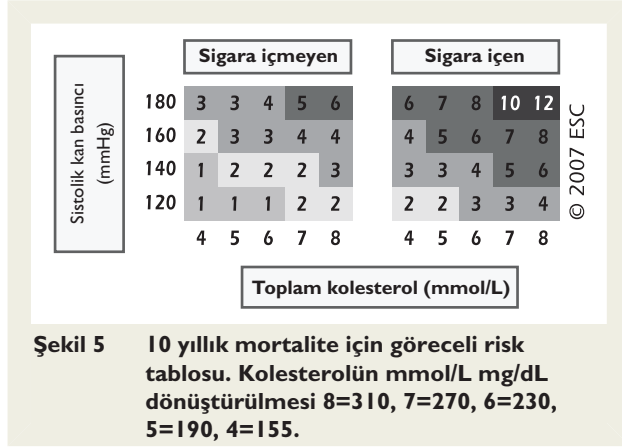 Sigara içmeyen Sigara içen
Sistolik kan basıncı
(mmHg)
180 3 3 4 5 6 6 7 8 10 12
160 2 3 3 4 4 4 5 6 7 8
140 1 2 2 2 3 3 3 4 5 6
120 1 1 1 2 2 2 2 3 3 4
4 5 6 7 8 4 5 6 7 8
© 2007 ESC
Toplam kolesterol (mmol/L)
Şekil 5 10 yıllık mortalite için göreceli risk
tablosu. Kolesterolün mmol/L mg/dL
dönüştürülmesi 8=310, 7=270, 6=230,
5=190, 4=155.